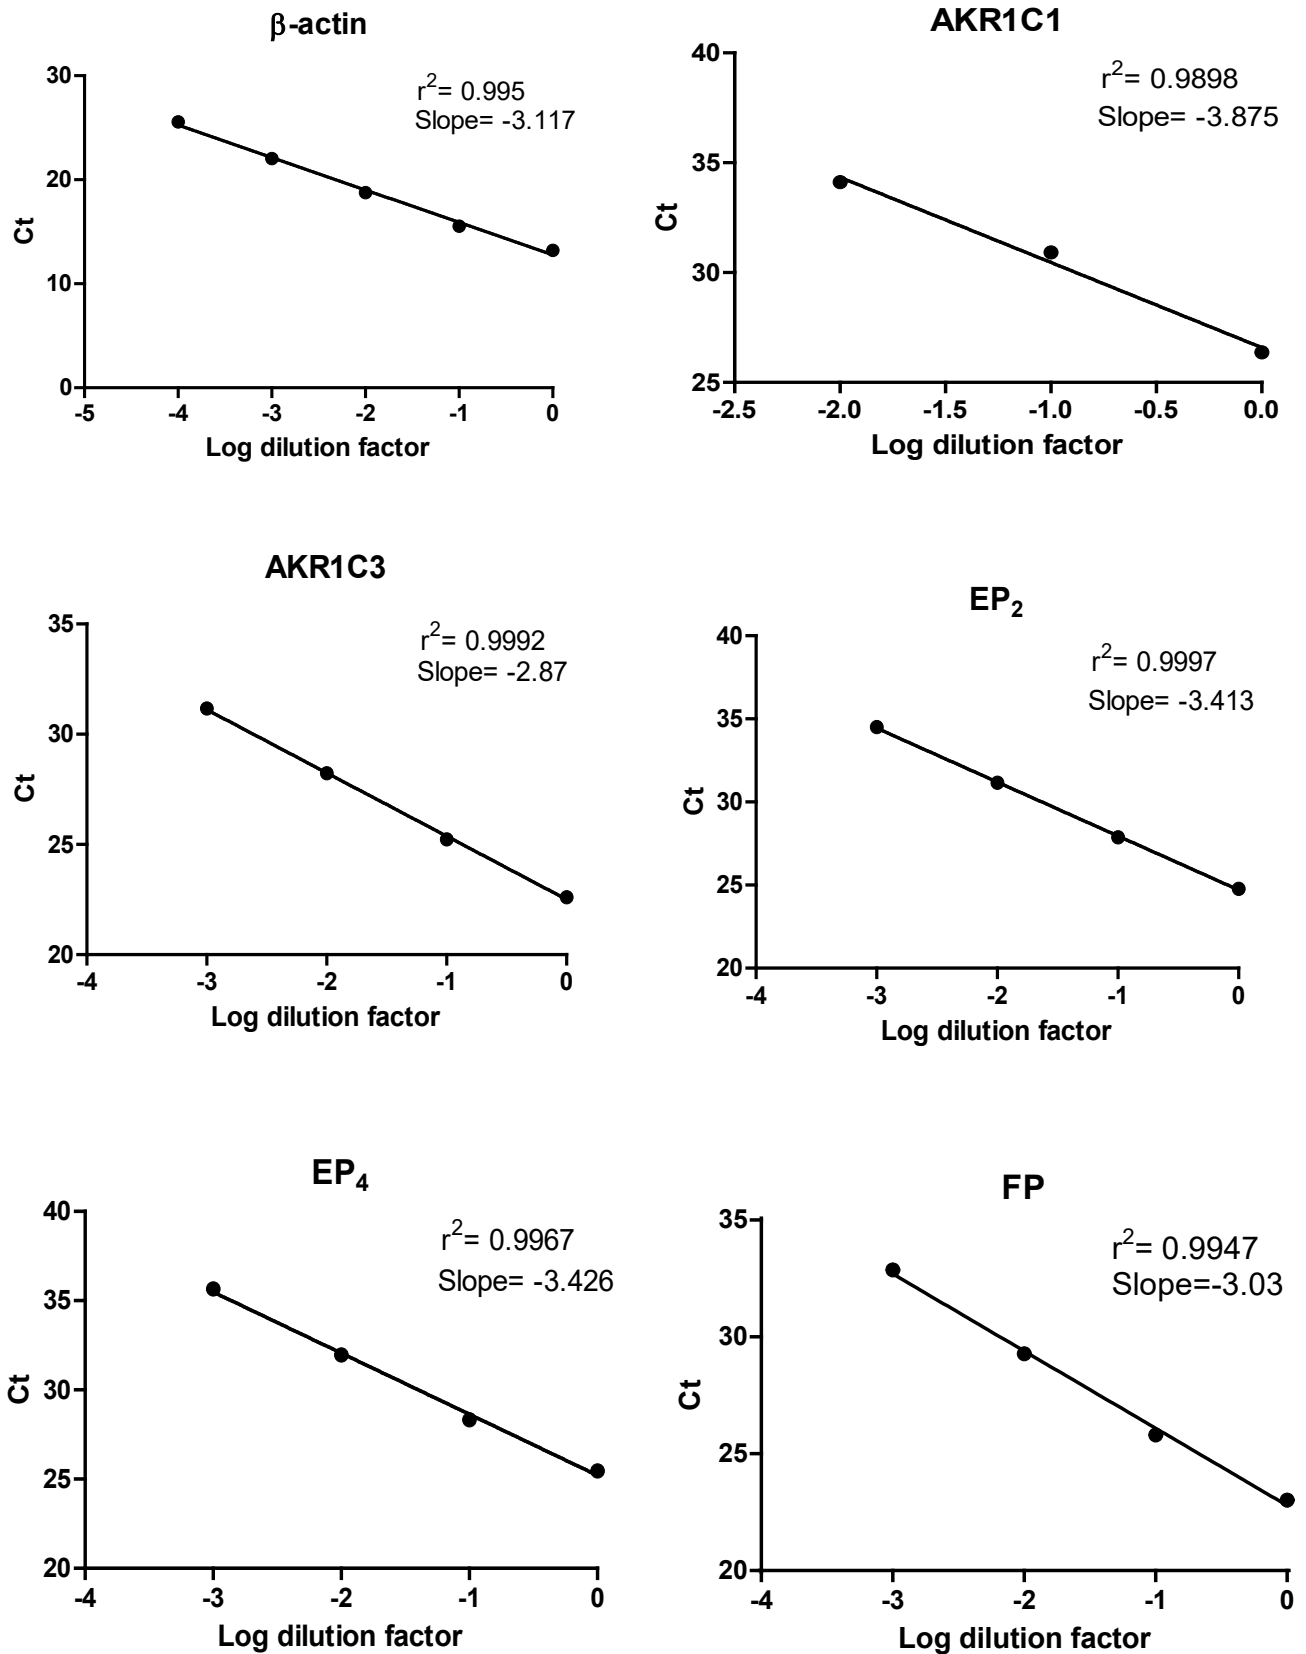 β-actin
r²= 0.995
Slope= -3.117
30
20
10
0
Ct
-5 -4 -3 -2 -1 0
Log dilution factor
AKR1C1
r²= 0.9898
Slope= -3.875
40
35
30
25
Ct
-2.5 -2.0 -1.5 -1.0 -0.5 0.0
Log dilution factor
AKR1C3
r²= 0.9992
Slope= -2.87
35
30
25
20
Ct
-4 -3 -2 -1 0
Log dilution factor
EP₂
r²= 0.9997
Slope= -3.413
40
35
30
25
20
Ct
-4 -3 -2 -1 0
Log dilution factor
EP₄
r²= 0.9967
Slope= -3.426
40
35
30
25
20
Ct
-4 -3 -2 -1 0
Log dilution factor
FP
r²= 0.9947
Slope=-3.03
35
30
25
20
Ct
-4 -3 -2 -1 0
Log dilution factor